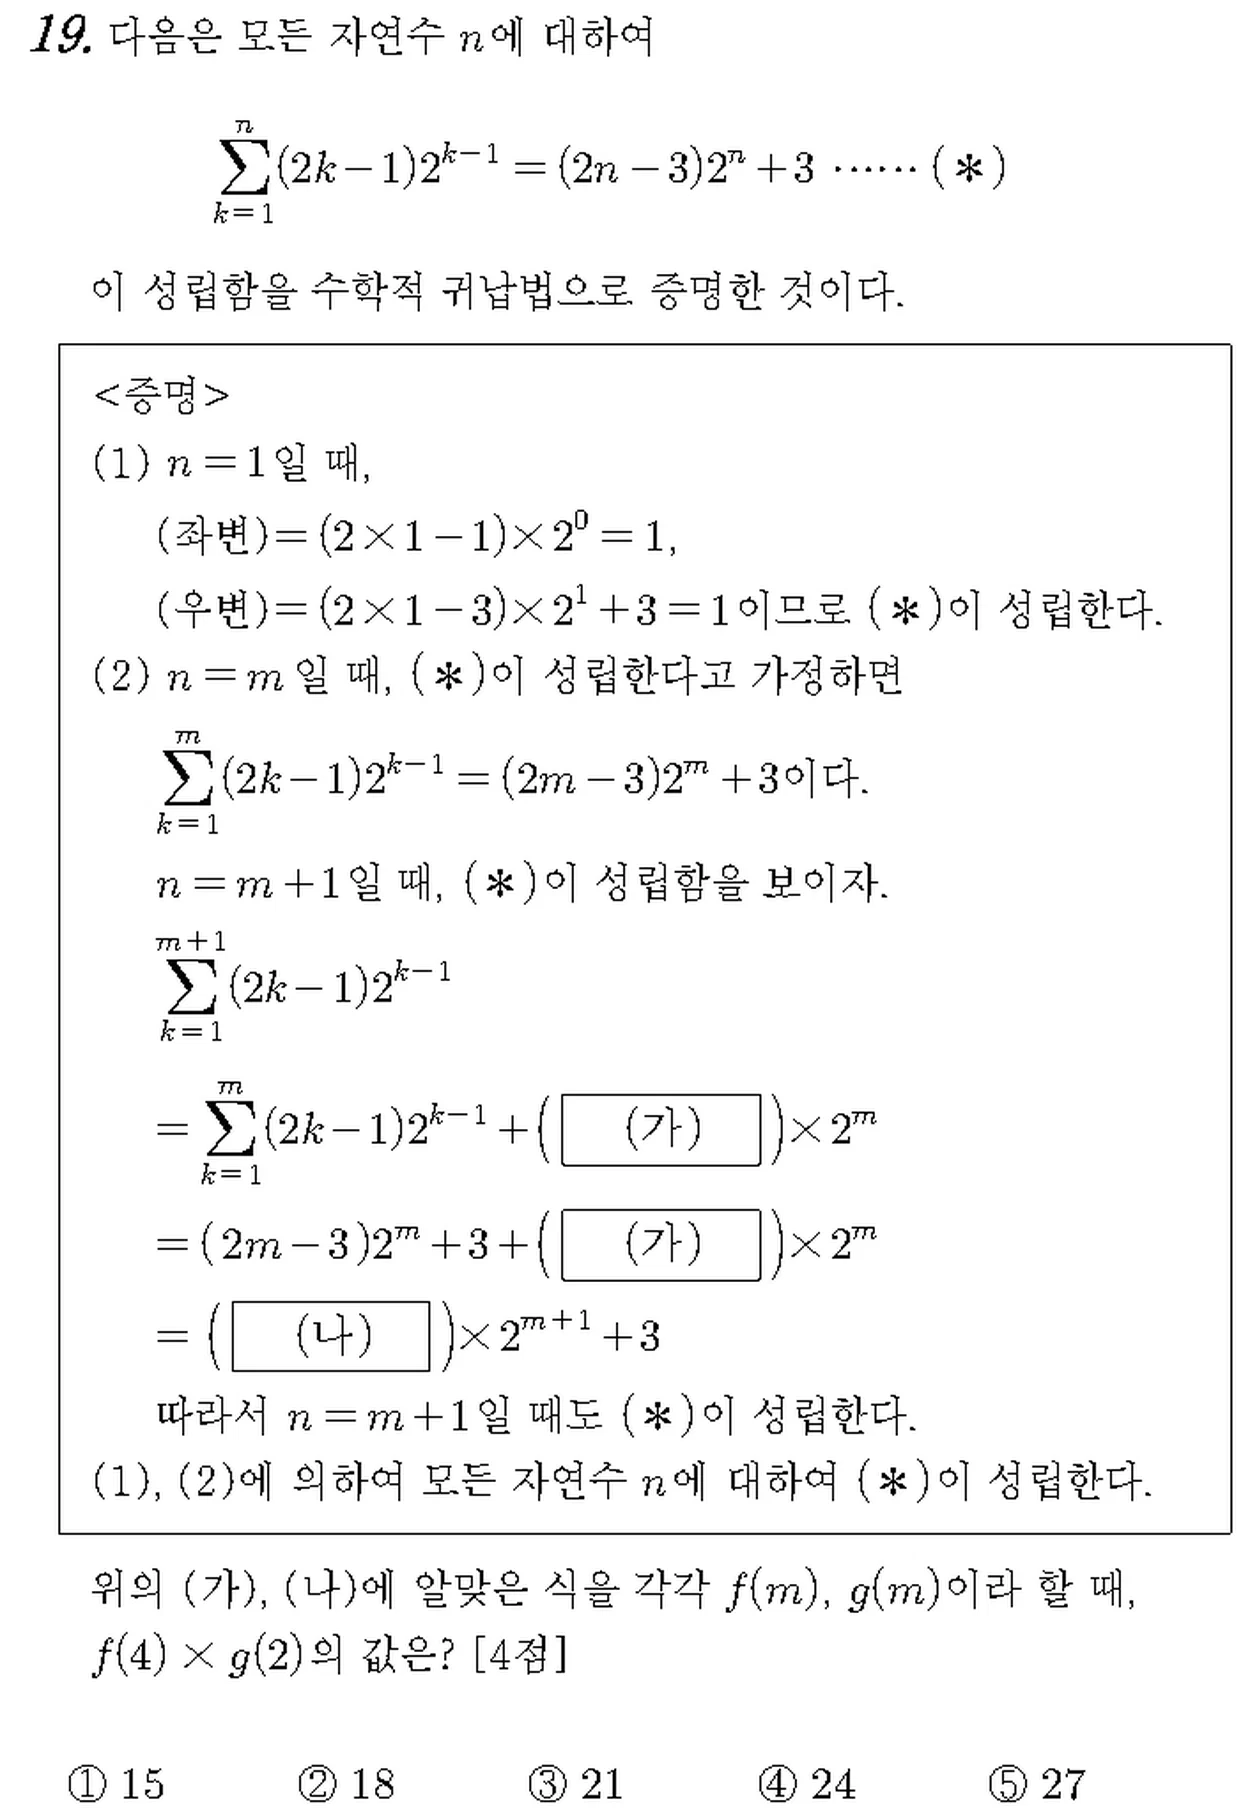 19. 다음은 모든 자연수 n에 대하여
\sum_{k=1}^{n}(2k-1)2^{k-1} = (2n-3)2^n+3 ······ (*)
이 성립함을 수학적 귀납법으로 증명한 것이다.
<증명>
(1) n=1일 때,
(좌변)=(2×1-1)×2^0=1,
(우변)=(2×1-3)×2^1+3=1이므로 (*)이 성립한다.
(2) n=m일 때, (*)이 성립한다고 가정하면
\sum_{k=1}^{m}(2k-1)2^{k-1} = (2m-3)2^m+3이다.
n=m+1일 때, (*)이 성립함을 보이자.
\sum_{k=1}^{m+1}(2k-1)2^{k-1}
= \sum_{k=1}^{m}(2k-1)2^{k-1}+( (가) )×2^m
= (2m-3)2^m+3+( (가) )×2^m
= ( (나) )×2^{m+1}+3
따라서 n=m+1일 때도 (*)이 성립한다.
(1), (2)에 의하여 모든 자연수 n에 대하여 (*)이 성립한다.
위의 (가), (나)에 알맞은 식을 각각 f(m), g(m)이라 할 때,
f(4)×g(2)의 값은? [4점]
① 15 ② 18 ③ 21 ④ 24 ⑤ 27